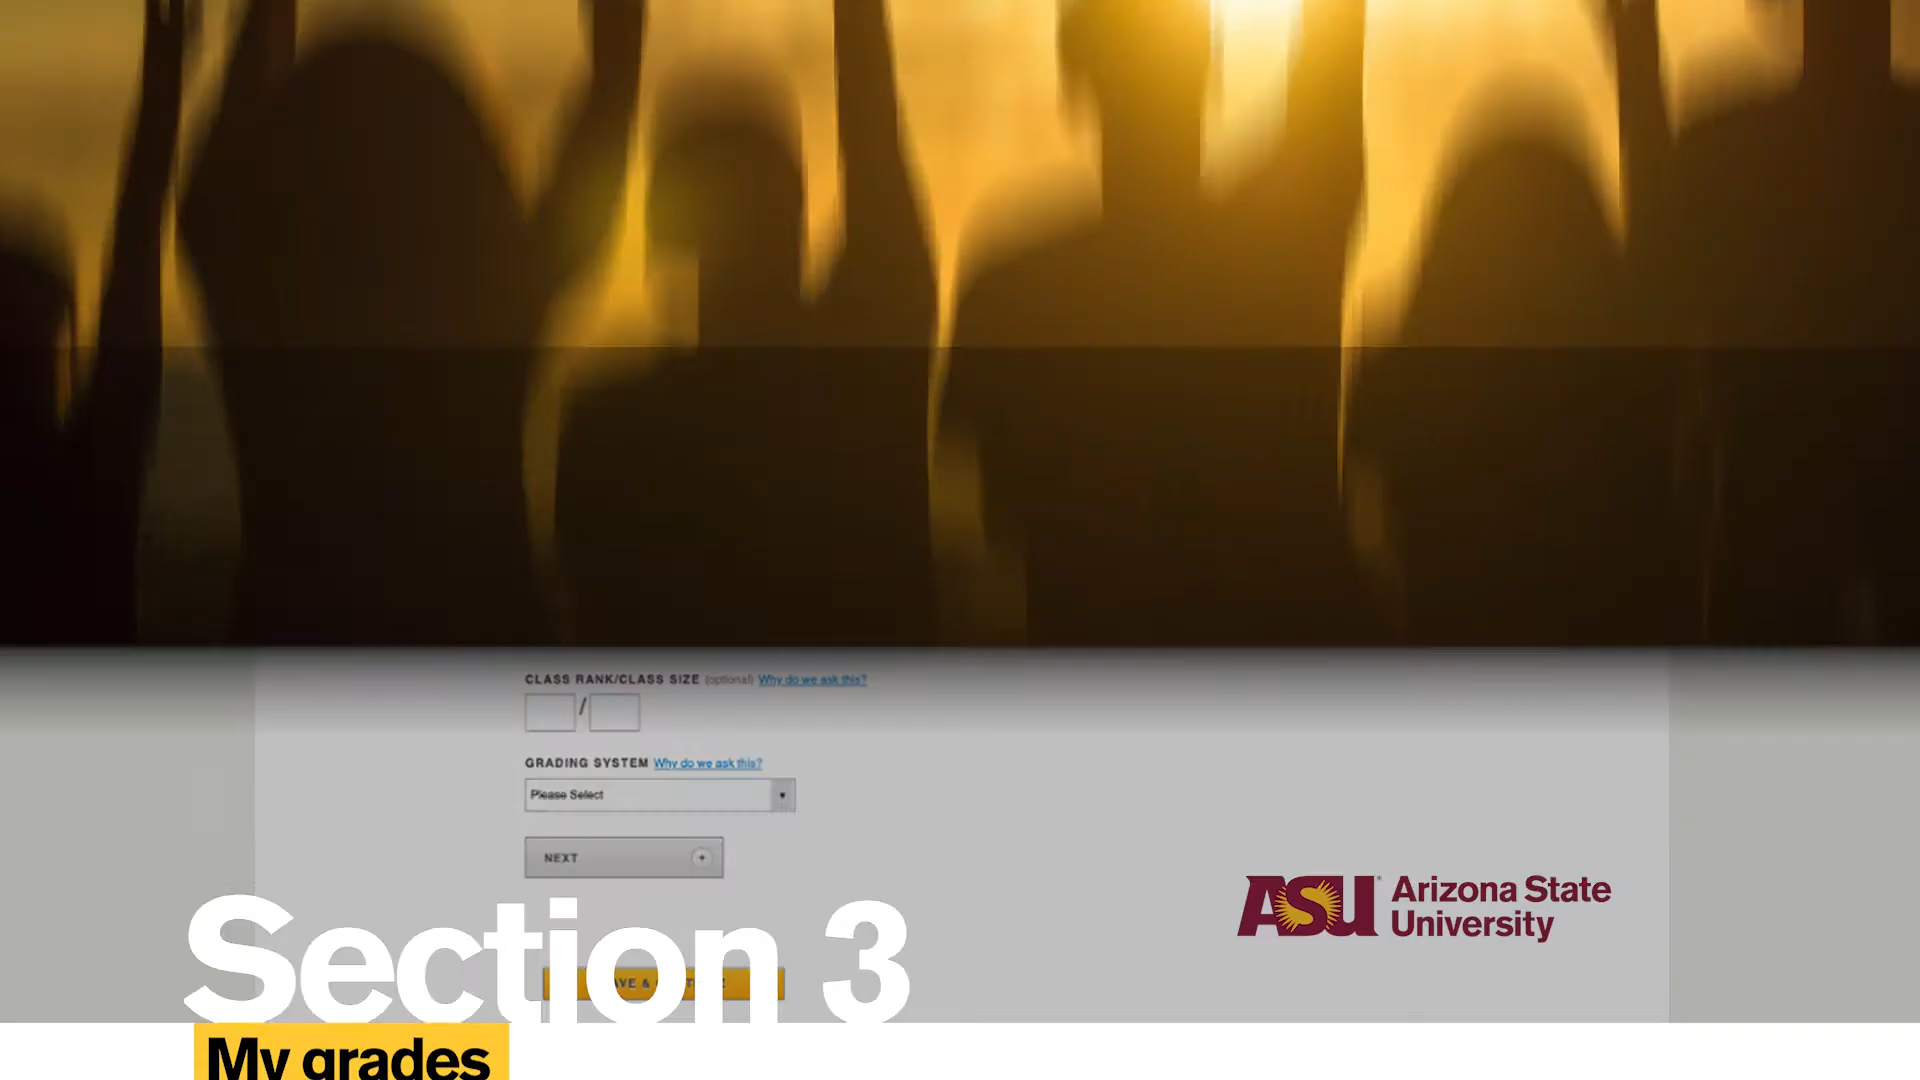 CLASS RANK/CLASS SIZE (optional) Why do we ask this?
/
GRADING SYSTEM Why do we ask this?
Please Select
NEXT
ASU Arizona State
University
Section 3
My grades